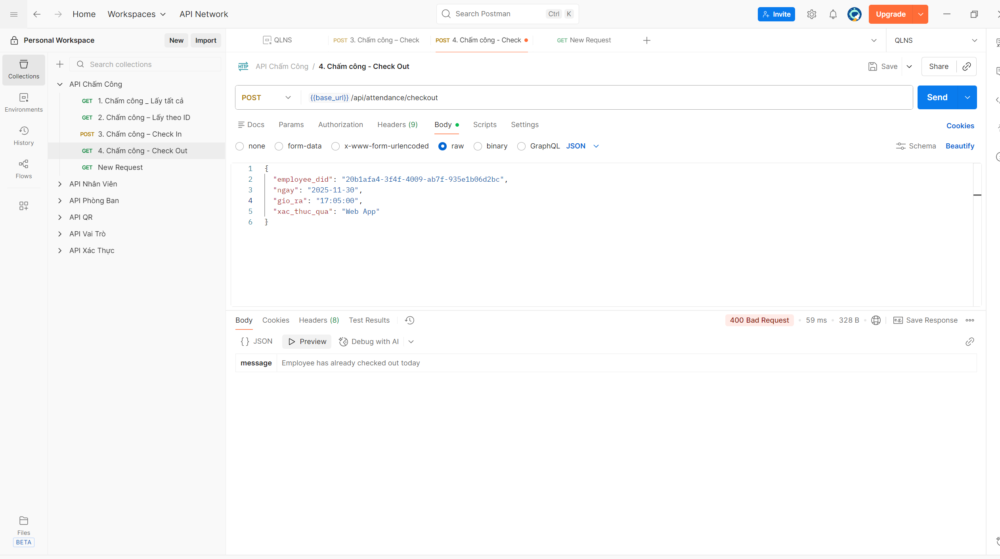 Home Workspaces API Network Search Postman Ctrl K Invite Upgrade
Personal Workspace New Import
QLNS POST 3. Chấm công – Check POST 4. Chấm công - Check GET New Request QLNS
Collections
Environments
History
Flows
Files
BETA
Search collections
API Chấm Công
GET 1. Chấm công _ Lấy tất cả
GET 2. Chấm công – Lấy theo ID
POST 3. Chấm công – Check In
GET 4. Chấm công - Check Out
GET New Request
API Nhân Viên
API Phòng Ban
API QR
API Vai Trò
API Xác Thực
HTTP API Chấm Công / 4. Chấm công - Check Out Save Share
POST {{base_url}}/api/attendance/checkout Send
Docs Params Authorization Headers (9) Body Scripts Settings Cookies
none form-data x-www-form-urlencoded raw binary GraphQL JSON Schema Beautify
1 {
2 "employee_did": "20b1afa4-3f4f-4009-ab7f-935e1b06d2bc",
3 "ngay": "2025-11-30",
4 "gio_ra": "17:05:00",
5 "xac_thuc_qua": "Web App"
6 }
Body Cookies Headers (8) Test Results 400 Bad Request 59 ms 328 B e.g. Save Response
{} JSON Preview Debug with AI
message Employee has already checked out today